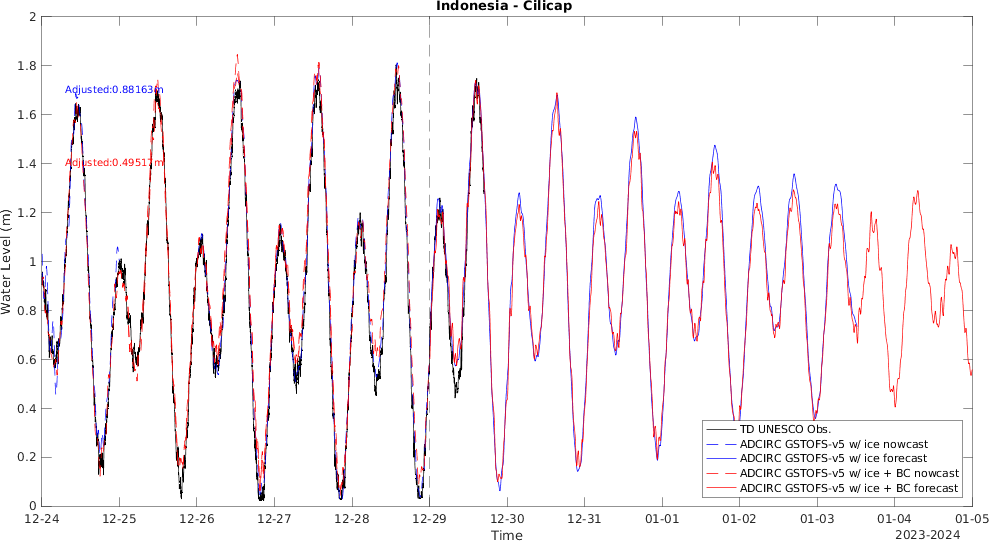 Indonesia - Cilicap
2
1.8
1.6
1.4
1.2
1
0.8
0.6
0.4
0.2
0
Water Level (m)
Adjusted:0.88163m
Adjusted:0.49517m
TD UNESCO Obs.
ADCIRC GSTOFS-v5 w/ ice nowcast
ADCIRC GSTOFS-v5 w/ ice forecast
ADCIRC GSTOFS-v5 w/ ice + BC nowcast
ADCIRC GSTOFS-v5 w/ ice + BC forecast
12-24 12-25 12-26 12-27 12-28 12-29 12-30 12-31 01-01 01-02 01-03 01-04 01-05
Time
2023-2024